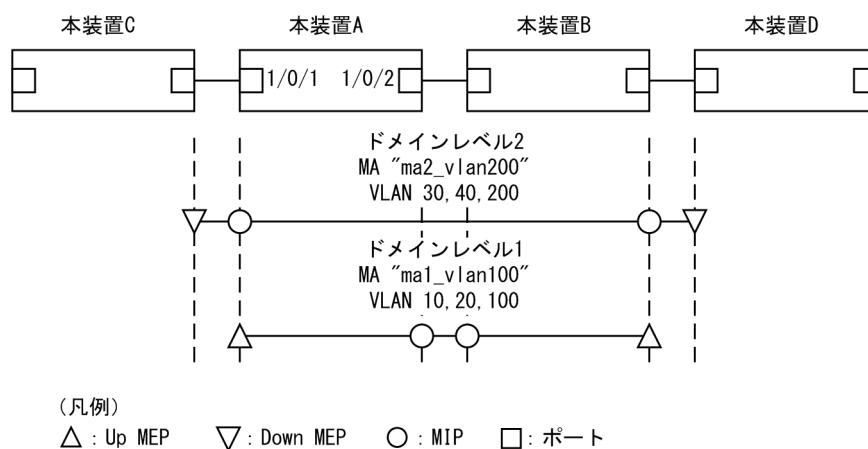 本装置C 本装置A 本装置B 本装置D
1/0/1 1/0/2
ドメインレベル2
MA "ma2_vlan200"
VLAN 30,40,200
ドメインレベル1
MA "ma1_vlan100"
VLAN 10,20,100
(凡例)
△：Up MEP ▽：Down MEP ○：MIP □：ポート